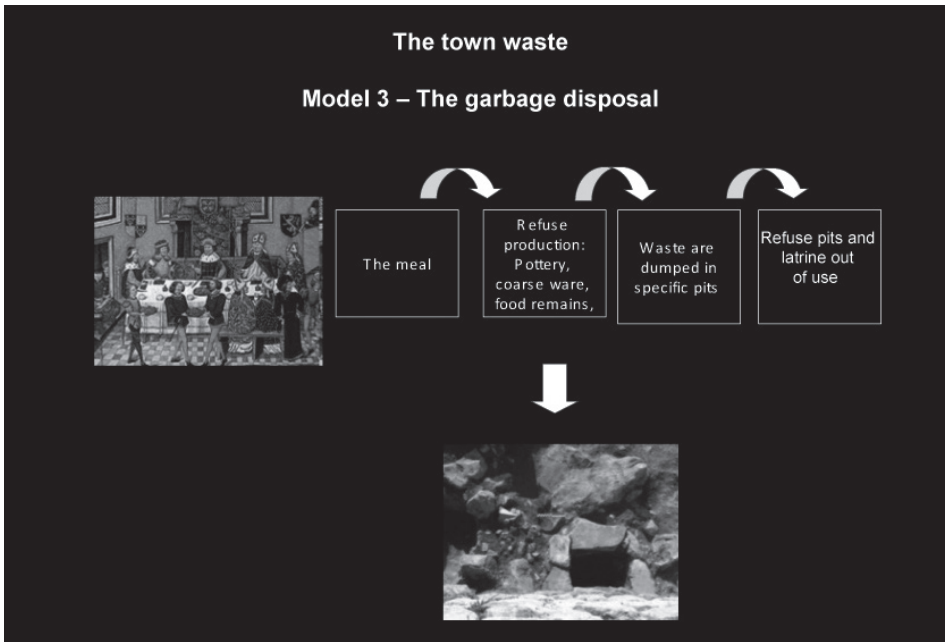 The town waste
Model 3 – The garbage disposal
The meal
Refuse
production:
Pottery,
coarse ware,
food remains,
Waste are
dumped in
specific pits
Refuse pits and
latrine out
of use